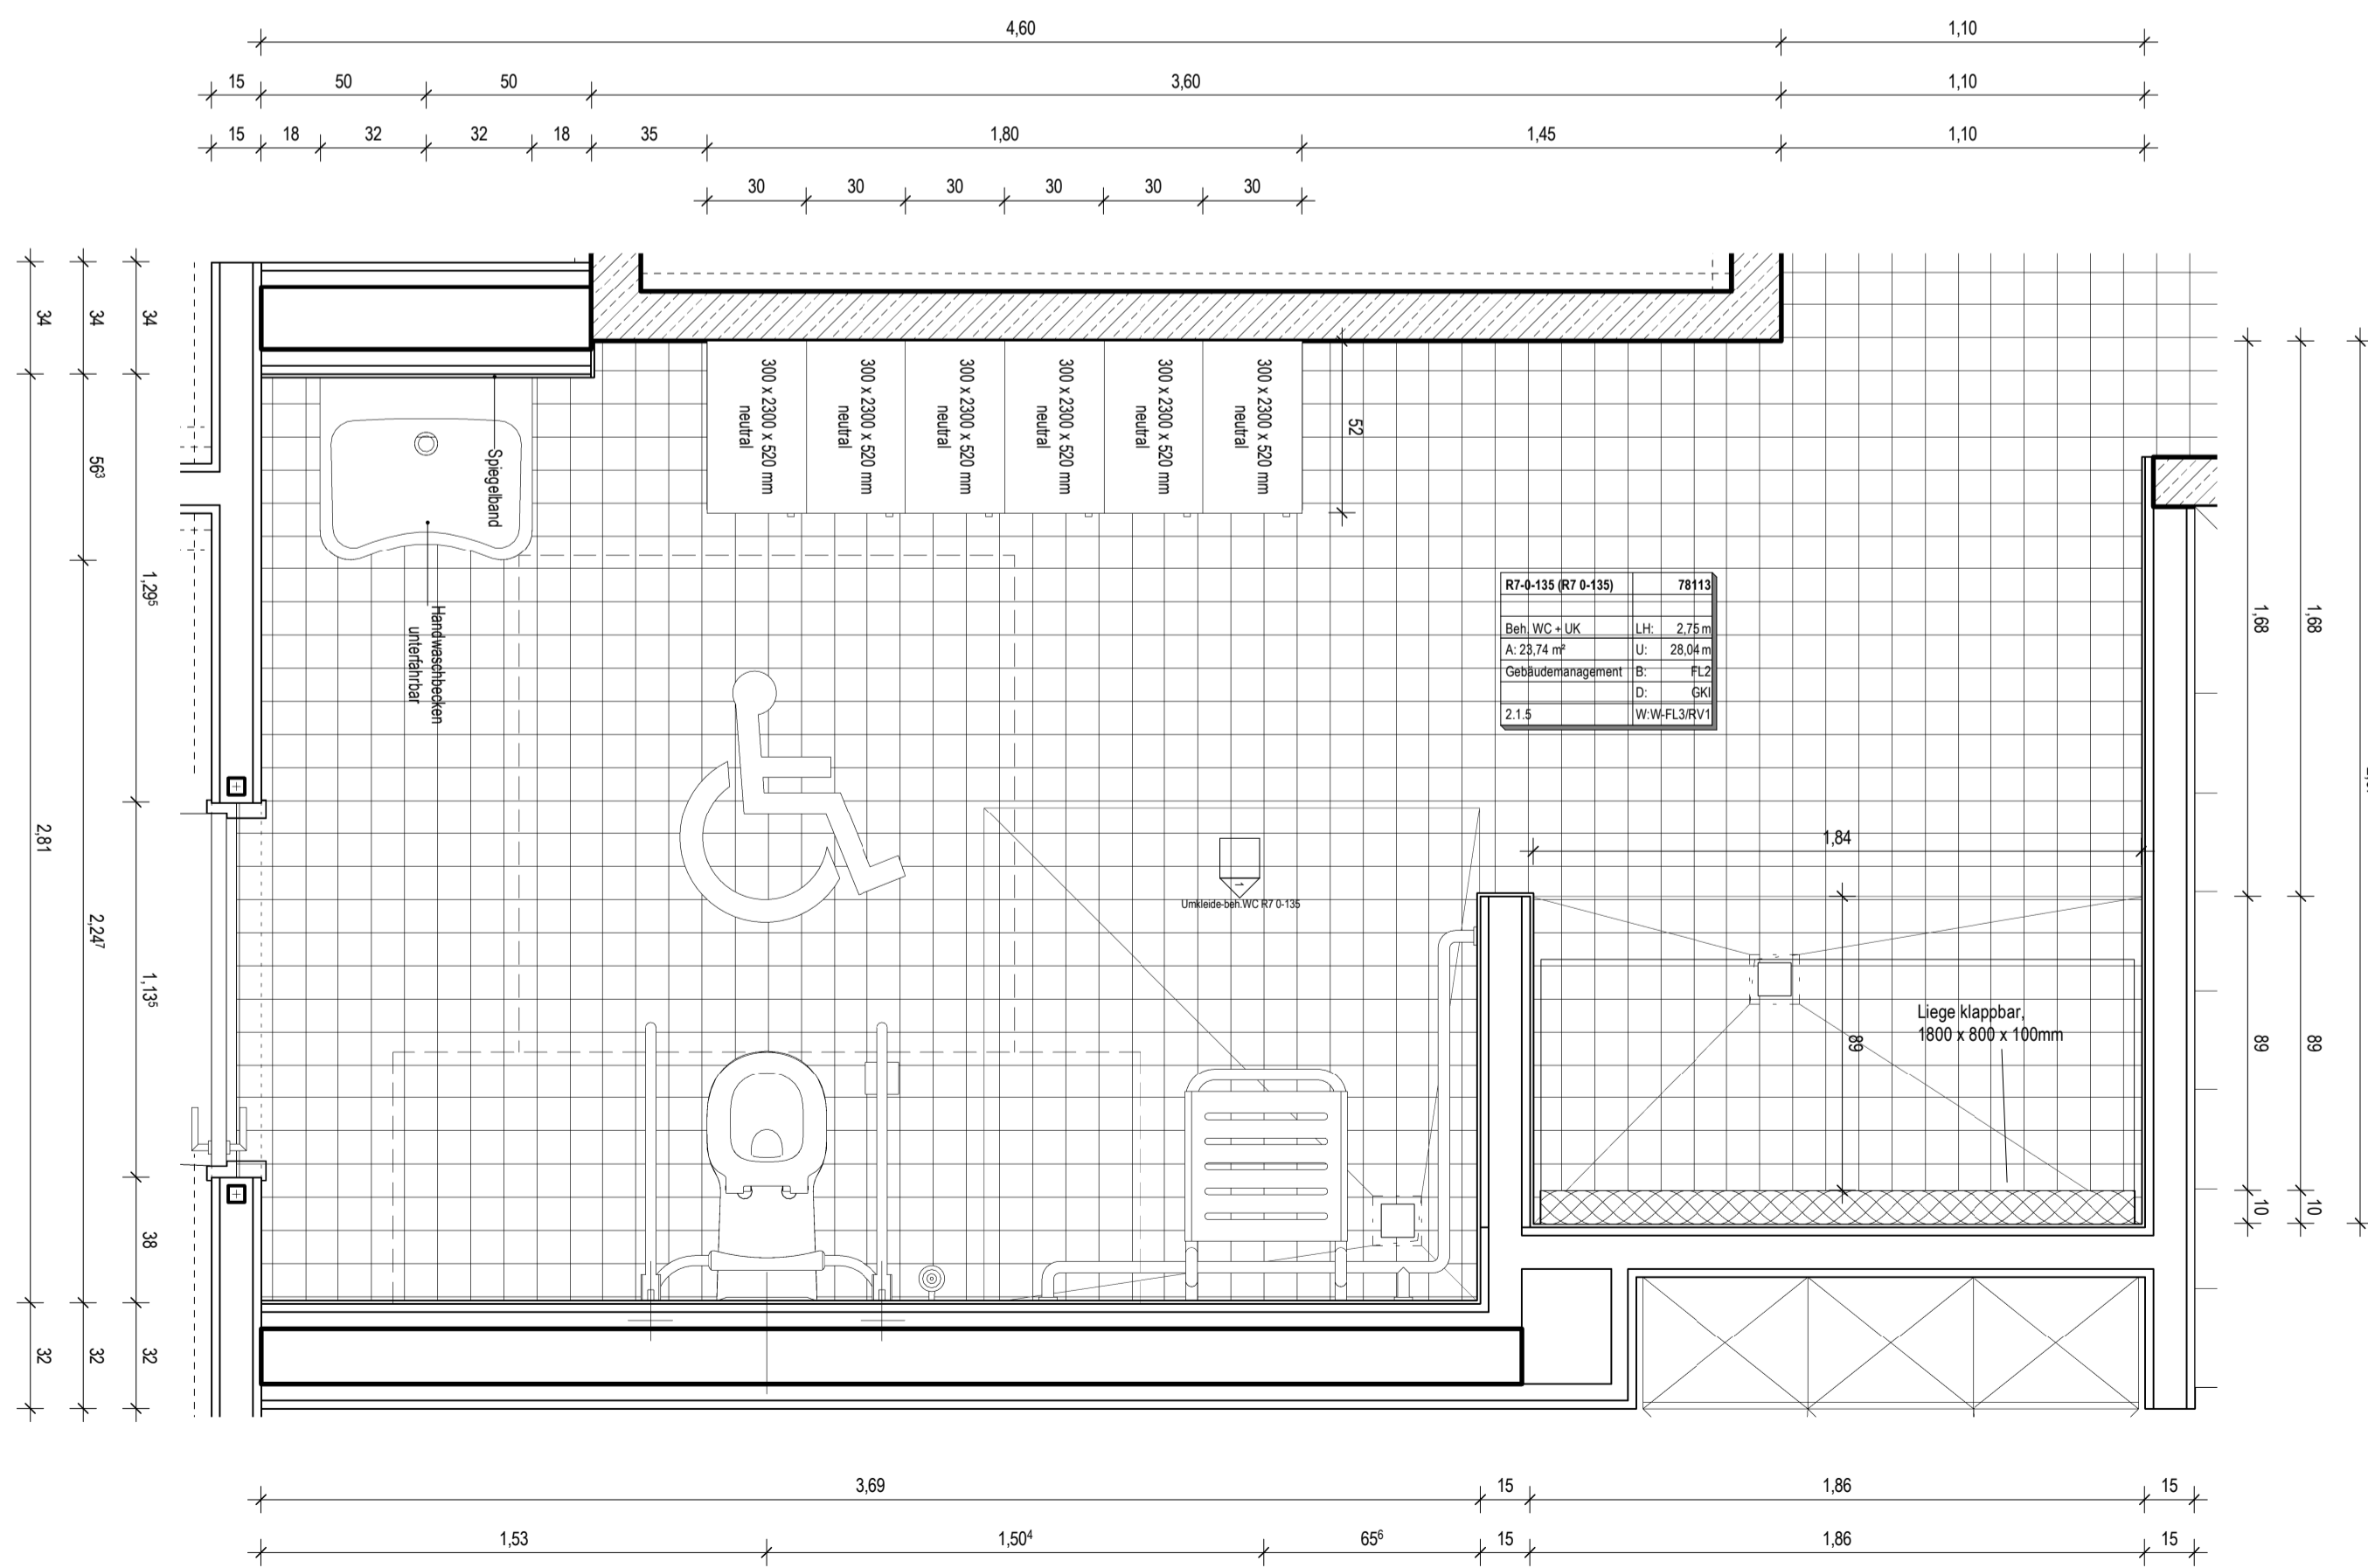 4,60 1,10
15 50 50 3,60 1,10
15 18 32 32 18 35 1,80 1,45 1,10
30 30 30 30 30 30
34 2,81 32
34 56³ 2,24⁷ 32
34 1,29⁵ 1,13⁵ 38 32
Spiegelband
Handwaschbecken
unterfahrbar
300 x 2300 x 520 mm
neutral
300 x 2300 x 520 mm
neutral
300 x 2300 x 520 mm
neutral
300 x 2300 x 520 mm
neutral
300 x 2300 x 520 mm
neutral
300 x 2300 x 520 mm
neutral
52
R7-0-135 (R7 0-135) 78113
Beh. WC + UK LH: 2,75 m
A: 23,74 m² U: 28,04 m
Gebäudemanagement B: FL2
D: GKI
2.1.5 W:W-FL3/RV1
1
Umkleide-beh.WC R7 0-135
1,84
89
Liege klappbar,
1800 x 800 x 100mm
1,68 89 10
1,68 89 10
3,69 15 1,86 15
1,53 1,50⁴ 65⁶ 15 1,86 15